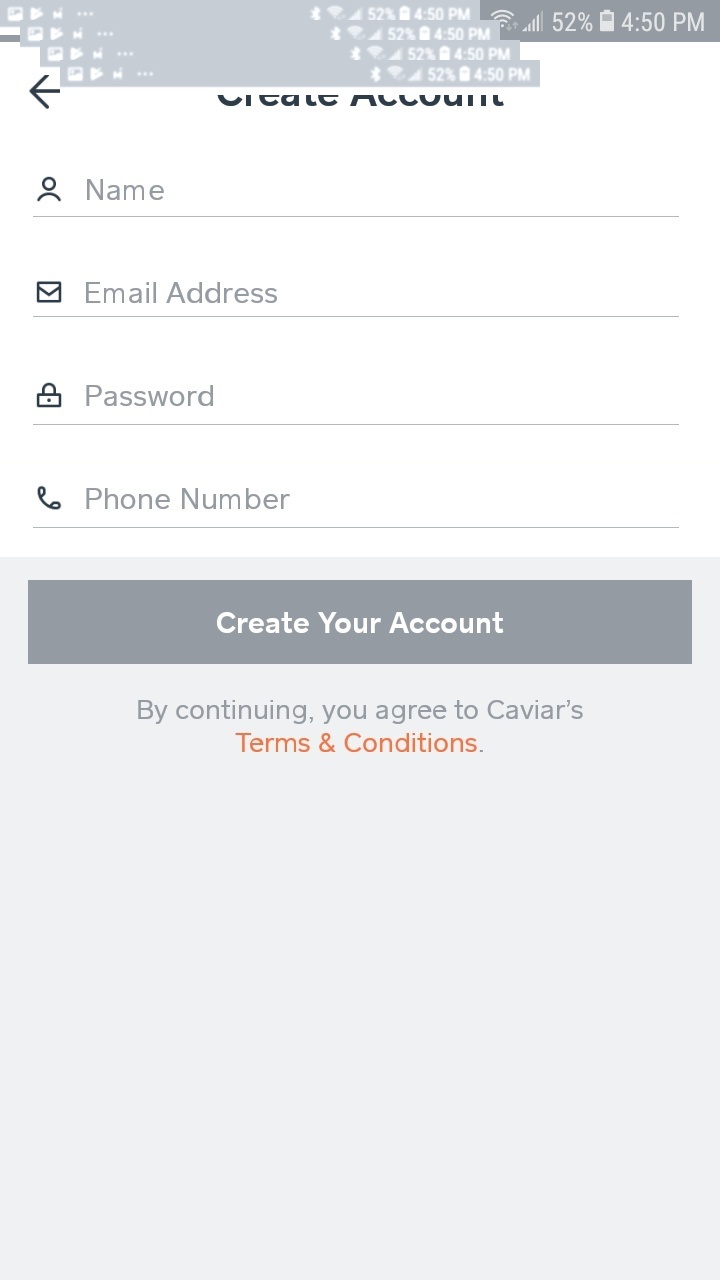 52% 4:50 PM
52% 4:50 PM
52% 4:50 PM
52% 4:50 PM
52% 4:50 PM
Create Account
Name
Email Address
Password
Phone Number
Create Your Account
By continuing, you agree to Caviar’s
Terms & Conditions.